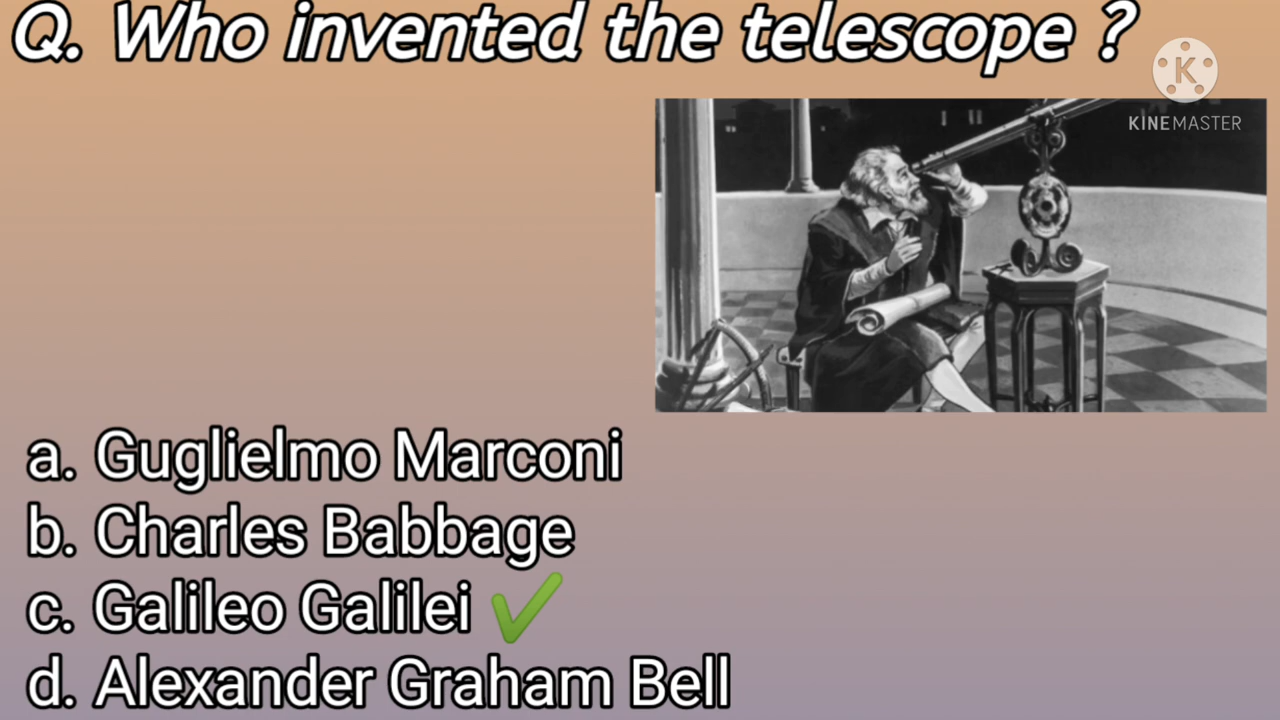 Q. Who invented the telescope ?
KINEMASTER
a. Guglielmo Marconi
b. Charles Babbage
c. Galileo Galilei ✔
d. Alexander Graham Bell